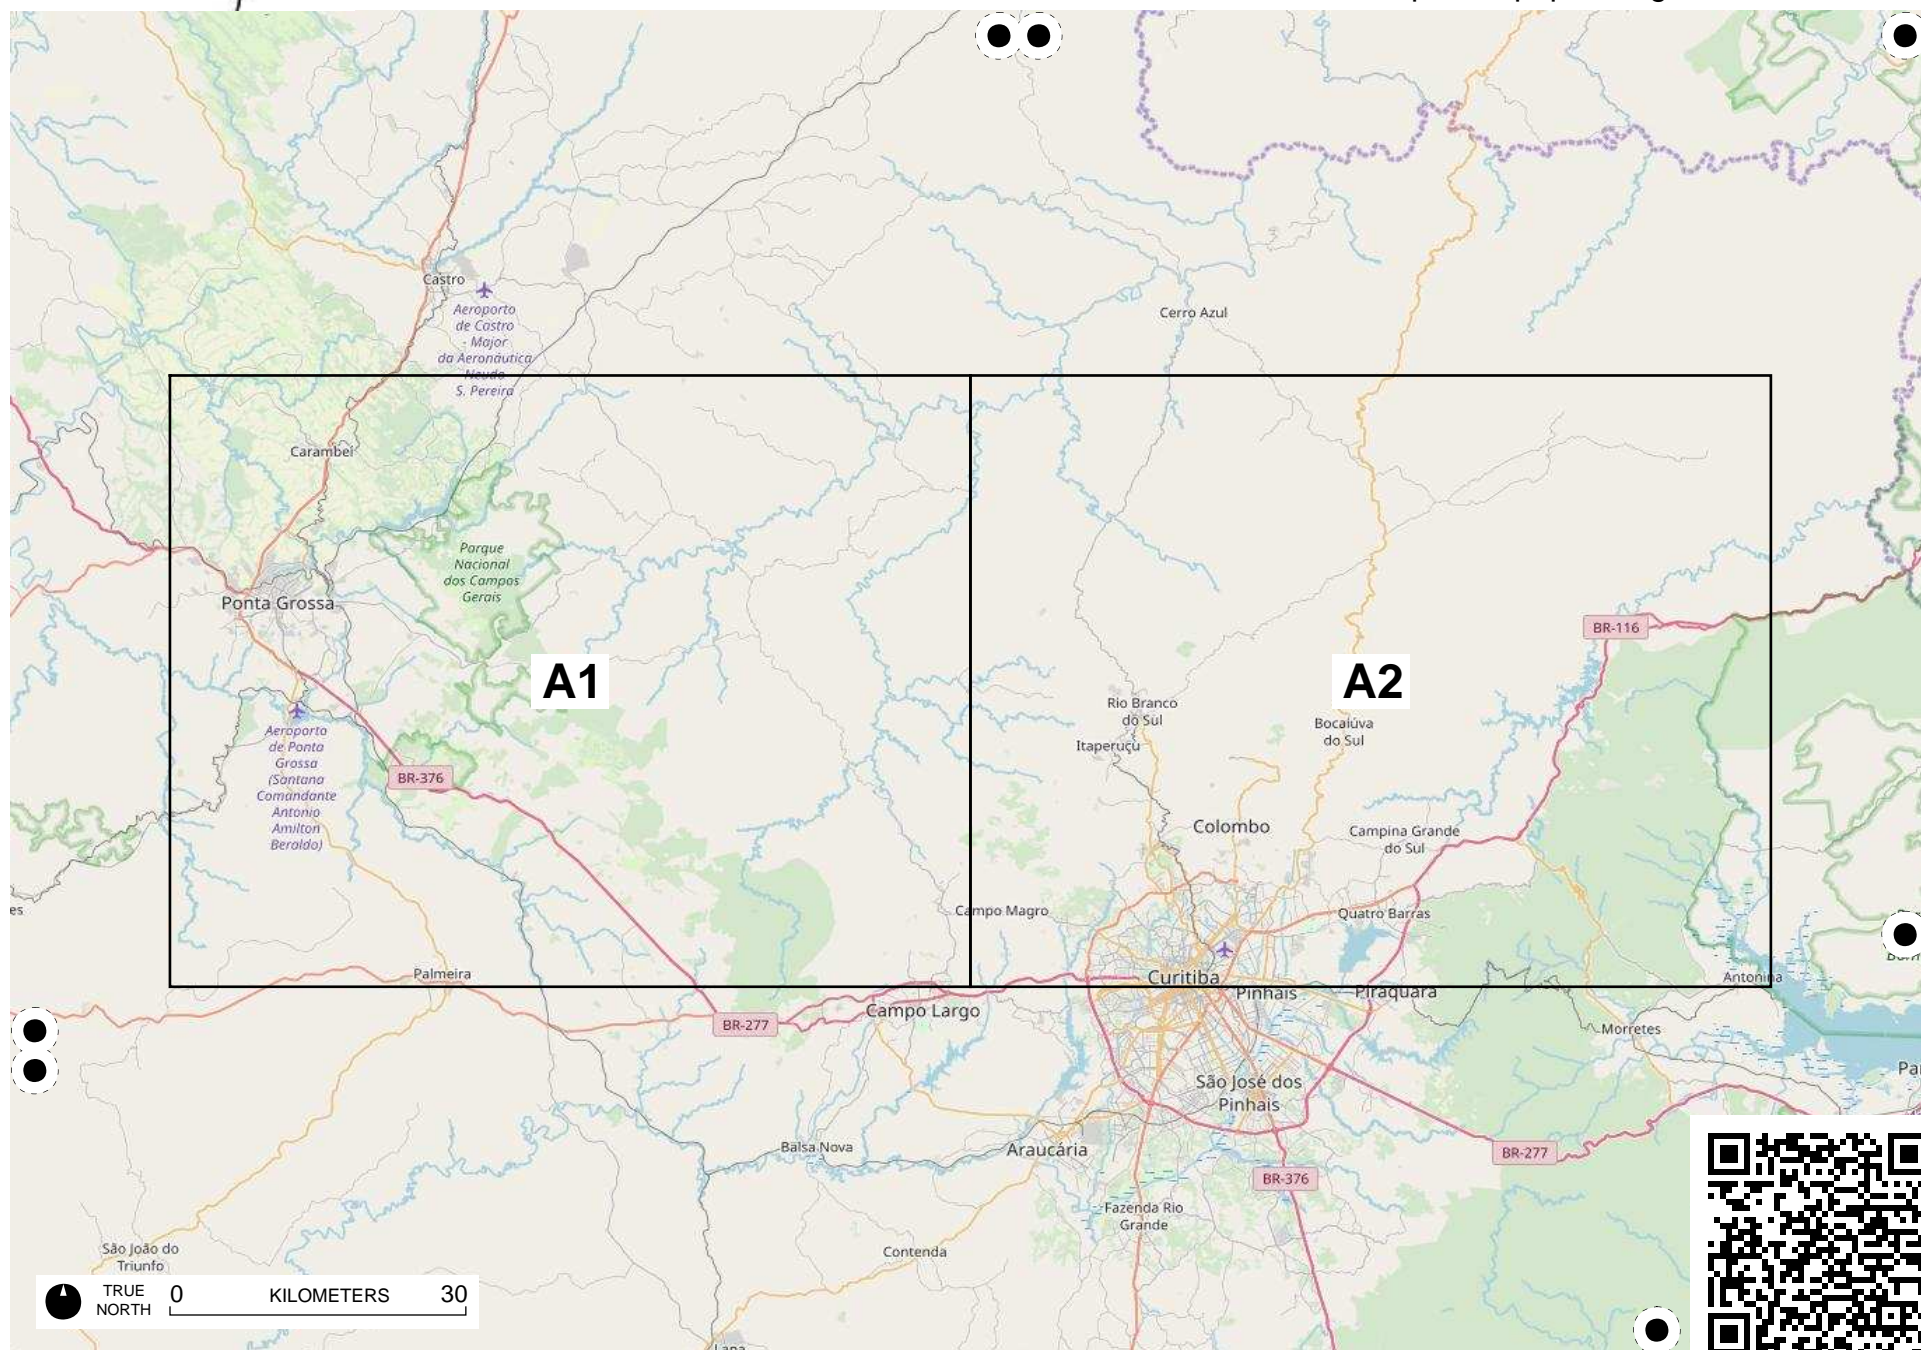 Castro
Aeroporto
de Castro
- Major
da Aeronáutica
Neudo
S. Pereira
Cerro Azul
Carambeí
Parque
Nacional
dos Campos
Gerais
Ponta Grossa
BR-116
A1
A2
Rio Branco
do Sul
Bocaiúva
do Sul
Itaperuçu
Aeroporto
de Ponta
Grossa
(Santana
Comandante
Antonio
Amilton
Beraldo)
BR-376
Colombo
Campina Grande
do Sul
es
Campo Magro
Quatro Barras
Palmeira
Curitiba
Antonina
Pinhais
Piraquara
Campo Largo
BR-277
Morretes
Pa
São José dos
Pinhais
Balsa Nova
Araucária
BR-277
BR-376
Fazenda Rio
Grande
São João do
Triunfo
Contenda
TRUE
NORTH
0 KILOMETERS 30